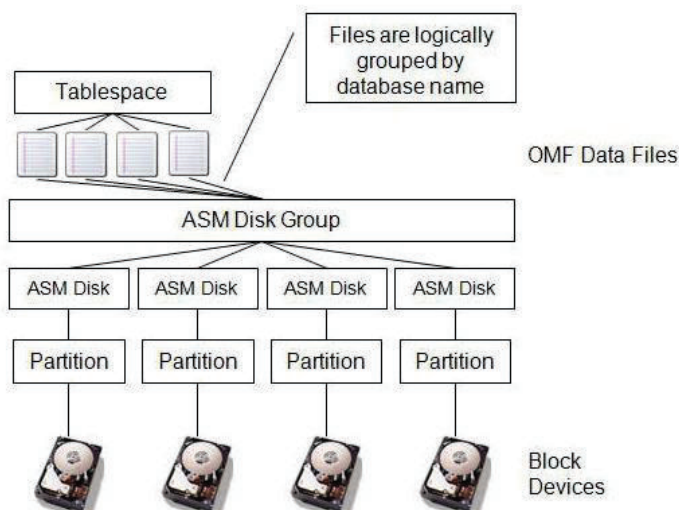 Files are logically
grouped by
database name
Tablespace
OMF Data Files
ASM Disk Group
ASM Disk
ASM Disk
ASM Disk
ASM Disk
Partition
Partition
Partition
Partition
Block
Devices